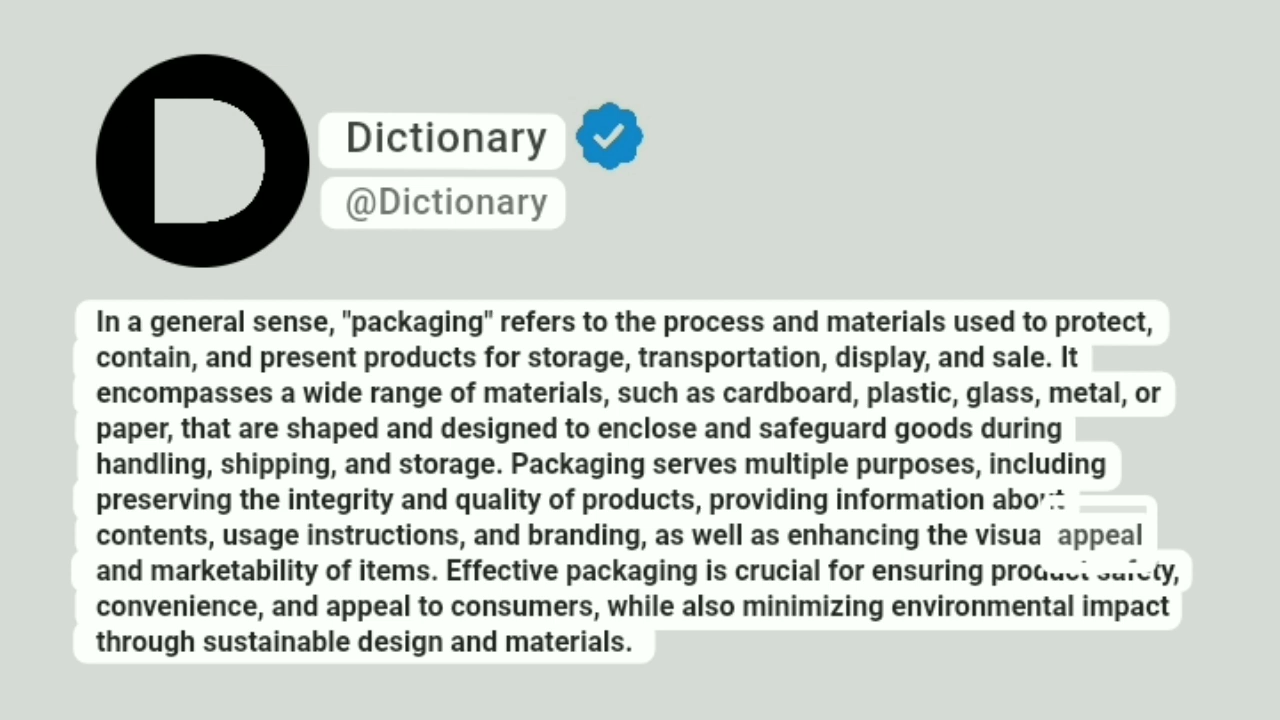 D
Dictionary
@Dictionary
In a general sense, "packaging" refers to the process and materials used to protect,
contain, and present products for storage, transportation, display, and sale. It
encompasses a wide range of materials, such as cardboard, plastic, glass, metal, or
paper, that are shaped and designed to enclose and safeguard goods during
handling, shipping, and storage. Packaging serves multiple purposes, including
preserving the integrity and quality of products, providing information about
contents, usage instructions, and branding, as well as enhancing the visua appeal
and marketability of items. Effective packaging is crucial for ensuring product safety,
convenience, and appeal to consumers, while also minimizing environmental impact
through sustainable design and materials.